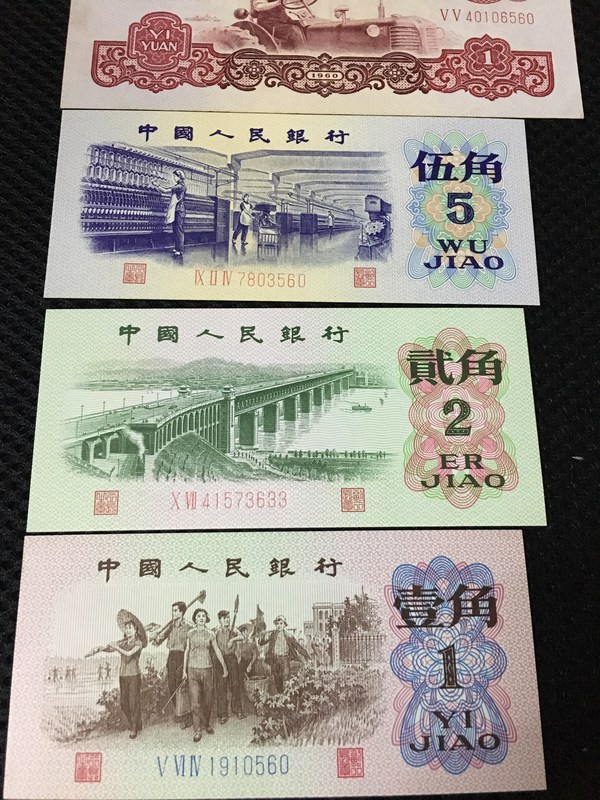 VV 40106560
YI
YUAN
1960
1
中國人民銀行
伍角
5
WU
JIAO
IX II IV 7803560
中國人民銀行
貳角
2
ER
JIAO
X VII 41573633
中國人民銀行
壹角
1
YI
JIAO
V VII IV 1910560